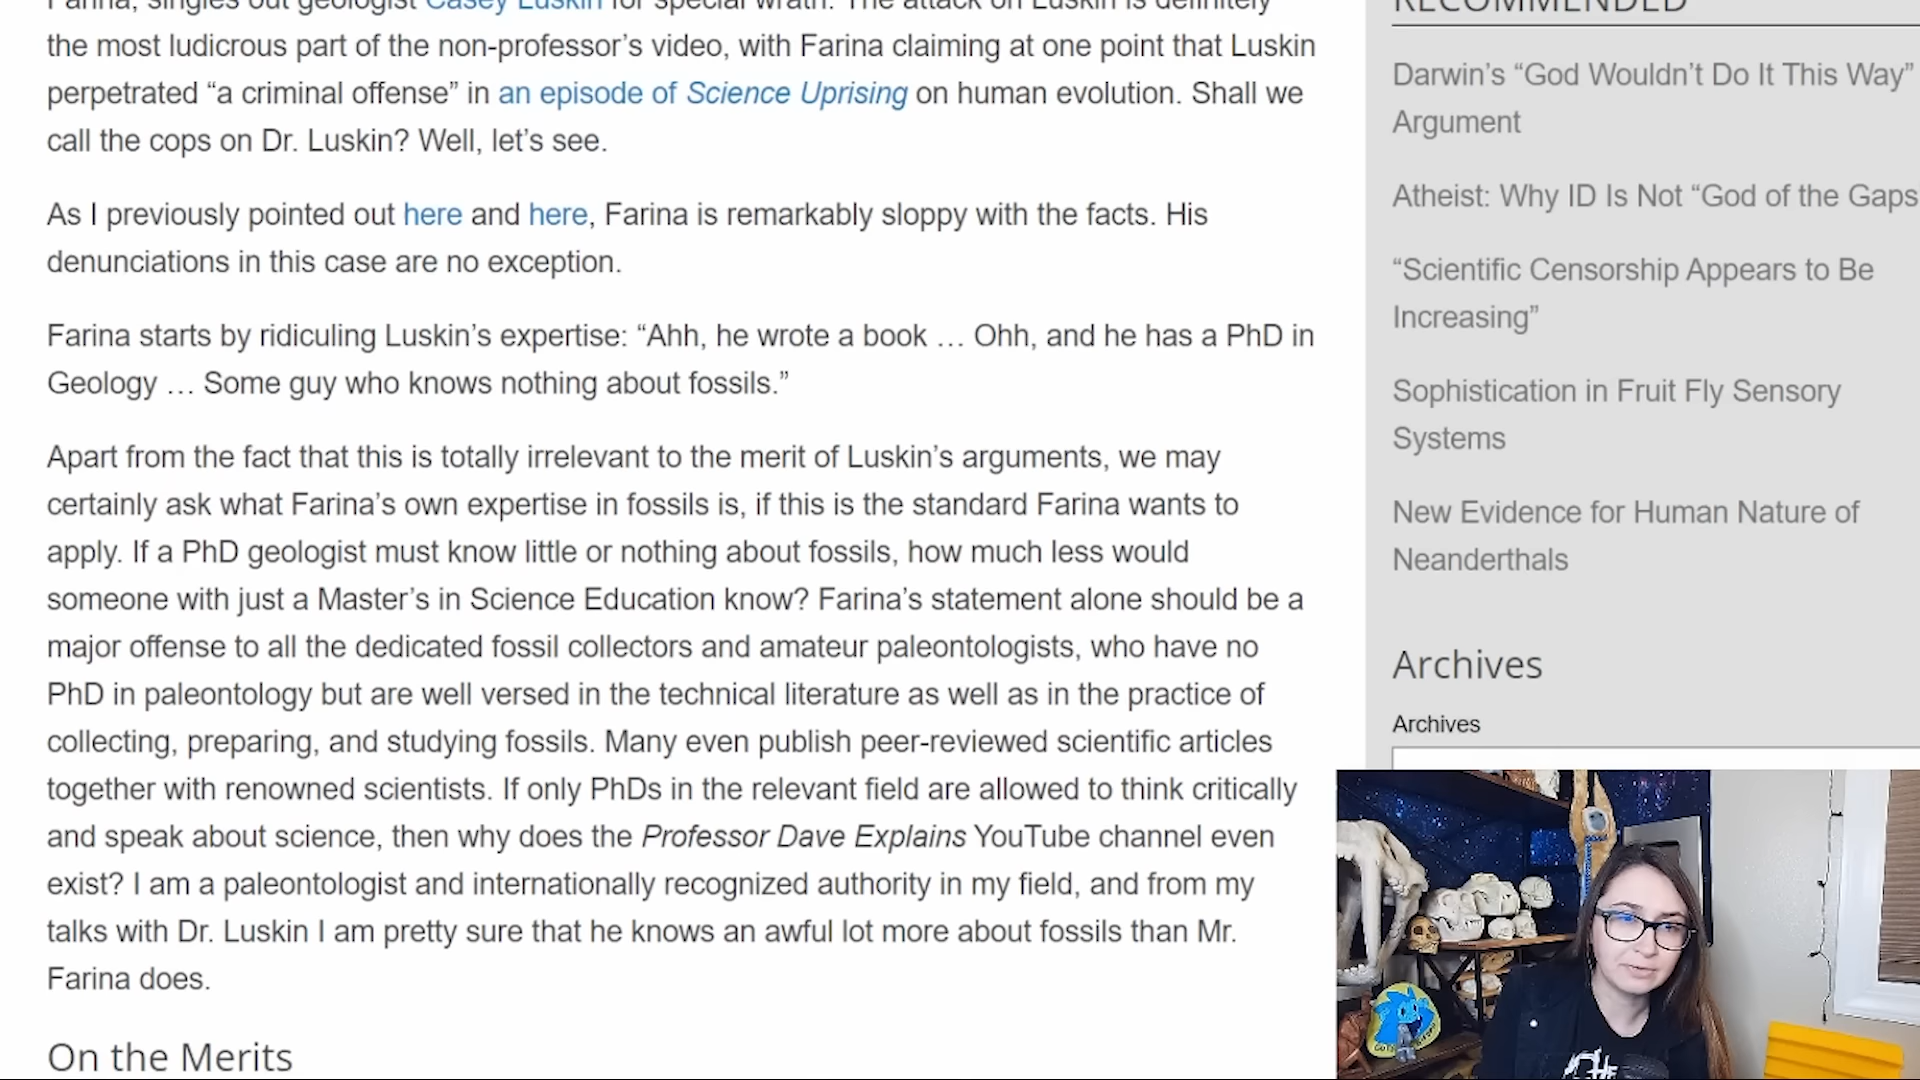 Farina, singles out geologist Casey Luskin for special wrath. The attack on Luskin is definitely
the most ludicrous part of the non-professor’s video, with Farina claiming at one point that Luskin
perpetrated “a criminal offense” in an episode of Science Uprising on human evolution. Shall we
call the cops on Dr. Luskin? Well, let’s see.
As I previously pointed out here and here, Farina is remarkably sloppy with the facts. His
denunciations in this case are no exception.
Farina starts by ridiculing Luskin’s expertise: “Ahh, he wrote a book … Ohh, and he has a PhD in
Geology … Some guy who knows nothing about fossils.”
Apart from the fact that this is totally irrelevant to the merit of Luskin’s arguments, we may
certainly ask what Farina’s own expertise in fossils is, if this is the standard Farina wants to
apply. If a PhD geologist must know little or nothing about fossils, how much less would
someone with just a Master’s in Science Education know? Farina’s statement alone should be a
major offense to all the dedicated fossil collectors and amateur paleontologists, who have no
PhD in paleontology but are well versed in the technical literature as well as in the practice of
collecting, preparing, and studying fossils. Many even publish peer-reviewed scientific articles
together with renowned scientists. If only PhDs in the relevant field are allowed to think critically
and speak about science, then why does the Professor Dave Explains YouTube channel even
exist? I am a paleontologist and internationally recognized authority in my field, and from my
talks with Dr. Luskin I am pretty sure that he knows an awful lot more about fossils than Mr.
Farina does.
On the Merits
RECOMMENDED
Darwin’s “God Wouldn’t Do It This Way”
Argument
Atheist: Why ID Is Not “God of the Gaps
“Scientific Censorship Appears to Be
Increasing”
Sophistication in Fruit Fly Sensory
Systems
New Evidence for Human Nature of
Neanderthals
Archives
Archives